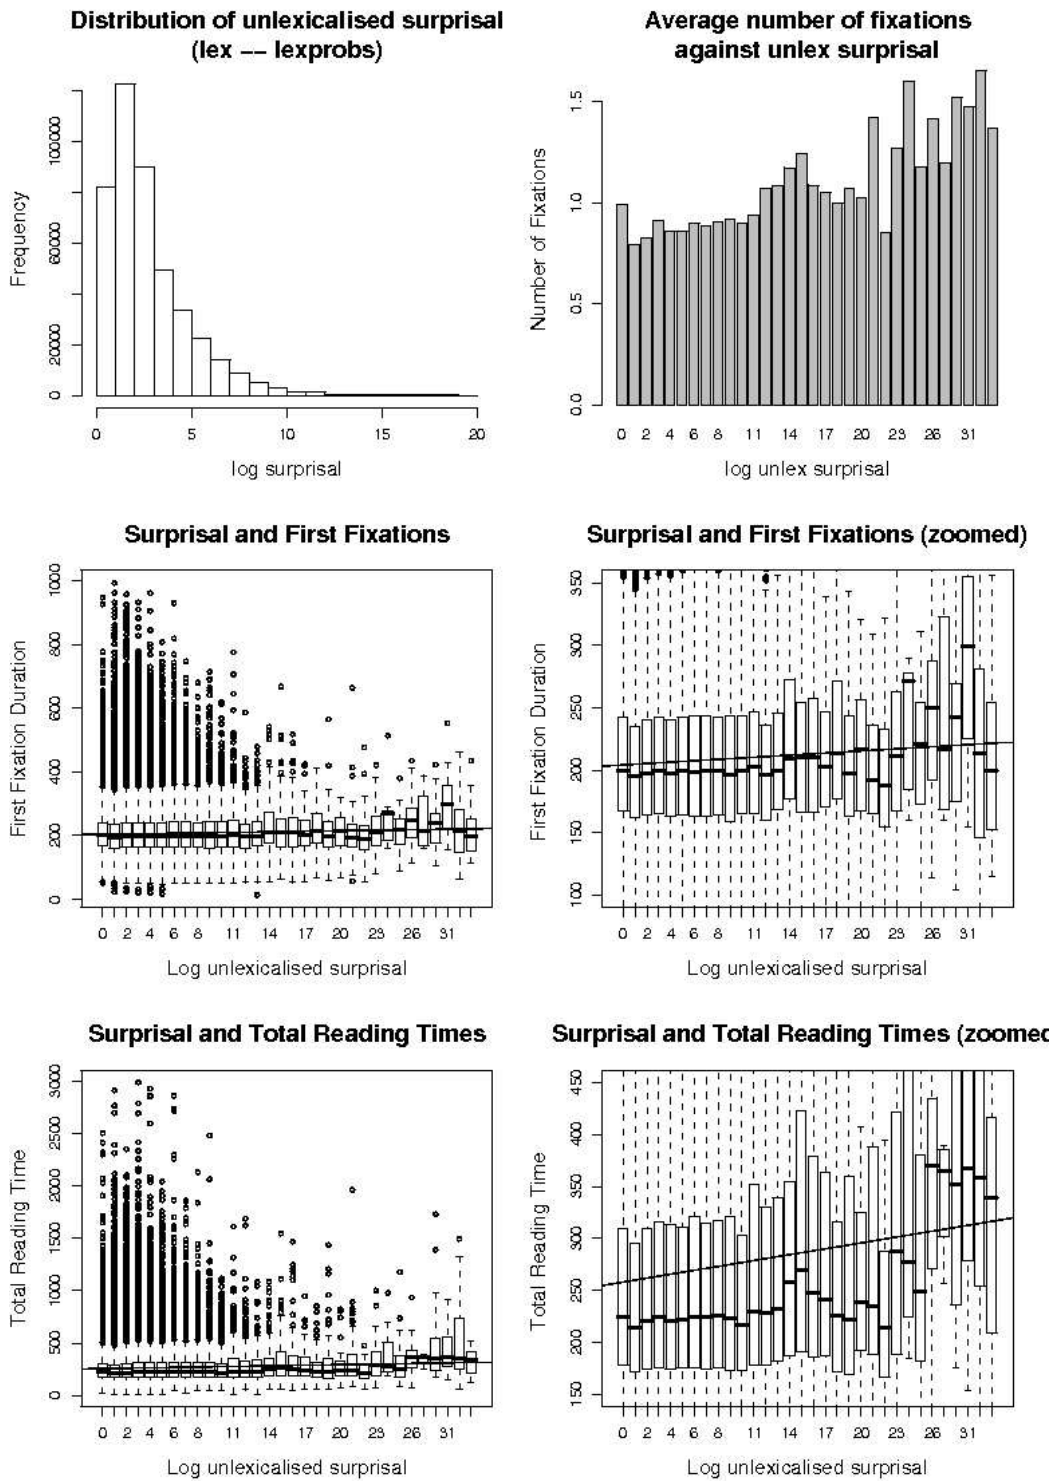 Distribution of unlexicalised surprisal
(lex −− lexprobs)
Frequency
0
20000
60000
100000
0 5 10 15 20
log surprisal
Average number of fixations
against unlex surprisal
Number of Fixations
0.0
0.5
1.0
1.5
0 2 4 6 8 11 14 17 20 23 26 31
log unlex surprisal
Surprisal and First Fixations
First Fixation Duration
0
200
400
600
800
1000
0 2 4 6 8 11 14 17 20 23 26 31
Log unlexicalised surprisal
Surprisal and First Fixations (zoomed)
First Fixation Duration
100
150
200
250
300
350
0 2 4 6 8 11 14 17 20 23 26 31
Log unlexicalised surprisal
Surprisal and Total Reading Times
Total Reading Time
0
500
1000
1500
2000
2500
3000
0 2 4 6 8 11 14 17 20 23 26 31
Log unlexicalised surprisal
Surprisal and Total Reading Times (zoomed
Total Reading Time
150
200
250
300
350
450
0 2 4 6 8 11 14 17 20 23 26 31
Log unlexicalised surprisal